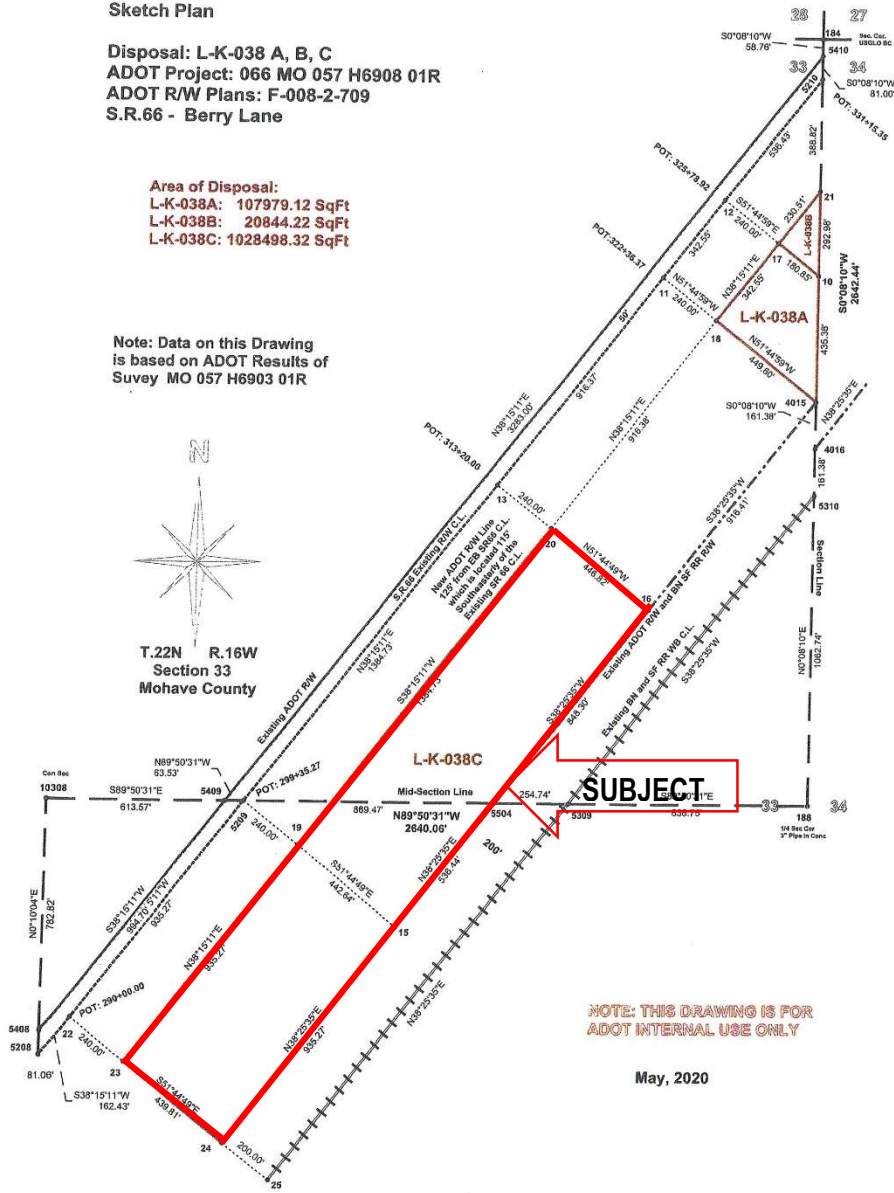 Sketch Plan
Disposal: L-K-038 A, B, C
ADOT Project: 066 MO 057 H6908 01R
ADOT R/W Plans: F-008-2-709
S.R.66 - Berry Lane
Area of Disposal:
L-K-038A: 107979.12 SqFt
L-K-038B: 20844.22 SqFt
L-K-038C: 1028498.32 SqFt
Note: Data on this Drawing
is based on ADOT Results of
Suvey MO 057 H6903 01R
N
T.22N R.16W
Section 33
Mohave County
28 27
184
Sec. Cor.
USGLO BC
S0°08'10"W
58.76'
5410
33 34
S0°08'10"W
81.00'
5210
POT: 331+15.35
536.43'
388.82'
POT: 325+78.92
21
230.51'
L-K-038B
292.98'
12
S51°44'59"E
240.00'
17
180.85'
10
S0°08'10"W
2642.44'
POT:322+36.37
342.55'
N38°15'11"E
342.55'
L-K-038A
11
N51°44'59"W
240.00'
18
N51°44'59"W
449.60'
435.38'
50'
916.37'
4015
S0°08'10"W
161.38'
N38°25'35"E
N38°15'11"E
3283.00'
N38°15'11"E
916.38'
4016
161.38'
5310
POT: 313+20.00
13
240.00'
S38°25'35"W
916.41'
20
N51°44'49"W
446.82'
16
S.R.66 Existing R/W C.L.
New ADOT R/W Line
125' from EB SR66 C.L.
which is located 115'
Southeasterly of the
Existing SR 66 C.L.
Existing ADOT R/W and BN SF RR R/W
Existing BN and SF RR WB C.L.
S38°25'35"W
Section Line
N0°08'10"E
1062.74'
Existing ADOT R/W
N38°15'11"E
1384.73'
S38°15'11"W
1384.73'
S38°25'35"W
848.30'
L-K-038C
SUBJECT
N89°50'31"W
63.53'
POT: 299+35.27
Con Sec
10308
S89°50'31"E
613.57'
5409
5209
869.47'
Mid-Section Line
N89°50'31"W
2640.06'
5504
254.74'
5309
33 34
188
1/4 Sec Cor
3" Pipe in Conc
240.00'
19
S51°44'49"E
442.64'
15
N38°25'35"E
536.44'
200'
N0°10'04"E
782.82'
S38°15'11"W
994.70'
935.27'
N38°15'11"E
935.27'
N38°25'35"E
935.27'
N38°25'35"E
5408
5208
22
POT: 290+00.00
240.00'
23
81.06'
S38°15'11"W
162.43'
S51°44'49"E
439.81'
24
200.00'
25
NOTE: THIS DRAWING IS FOR
ADOT INTERNAL USE ONLY
May, 2020